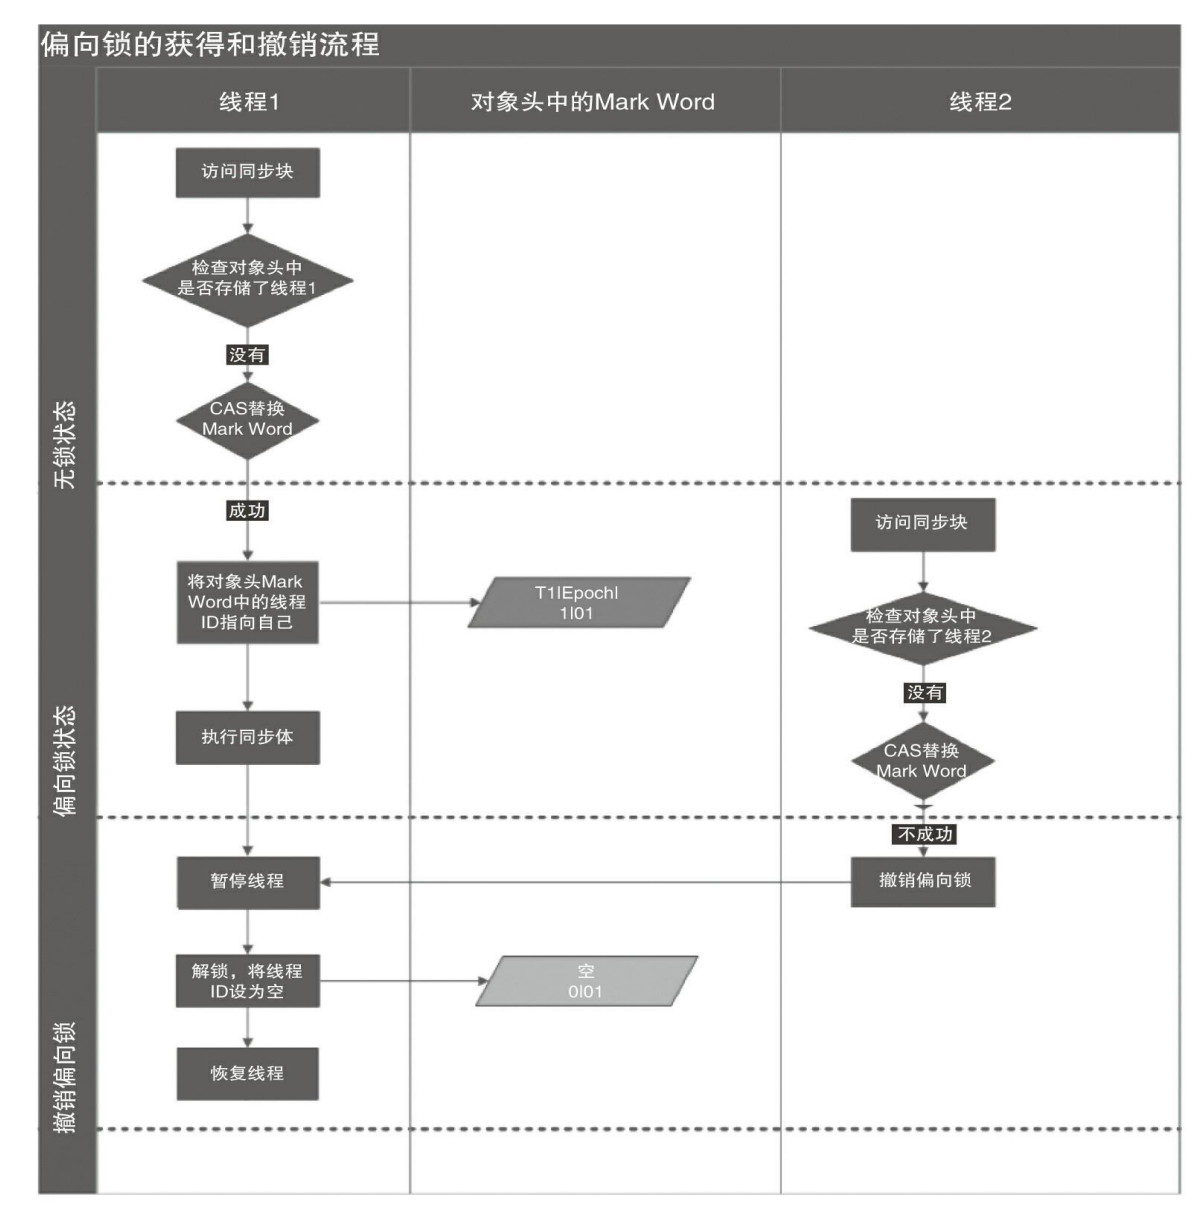 偏向锁的获得和撤销流程
线程1
对象头中的Mark Word
线程2
无锁状态
访问同步块
检查对象头中
是否存储了线程1
没有
CAS替换
Mark Word
偏向锁状态
成功
将对象头Mark
Word中的线程
ID指向自己
T1|Epoch|
1|01
执行同步体
访问同步块
检查对象头中
是否存储了线程2
没有
CAS替换
Mark Word
撤销偏向锁
不成功
撤销偏向锁
暂停线程
解锁，将线程
ID设为空
空
0|01
恢复线程